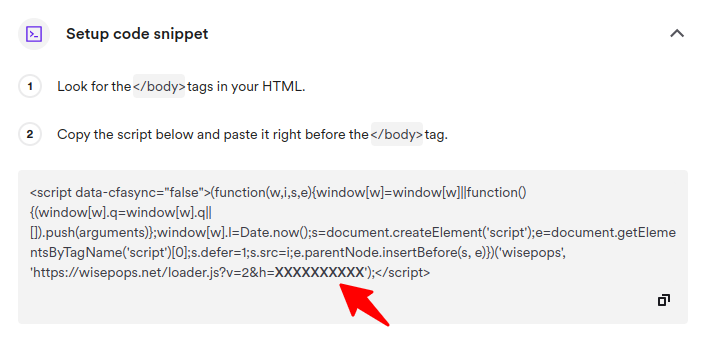 Setup code snippet
1 Look for the </body> tags in your HTML.
2 Copy the script below and paste it right before the </body> tag.
<script data-cfasync="false">(function(w,i,s,e){window[w]=window[w]||function()
{(window[w].q=window[w].q||
[]).push(arguments)};window[w].l=Date.now();s=document.createElement('script');e=document.getEleme
ntsByTagName('script')[0];s.defer=1;s.src=i;e.parentNode.insertBefore(s, e)})('wisepops',
'https://wisepops.net/loader.js?v=2&h=XXXXXXXXXX');</script>